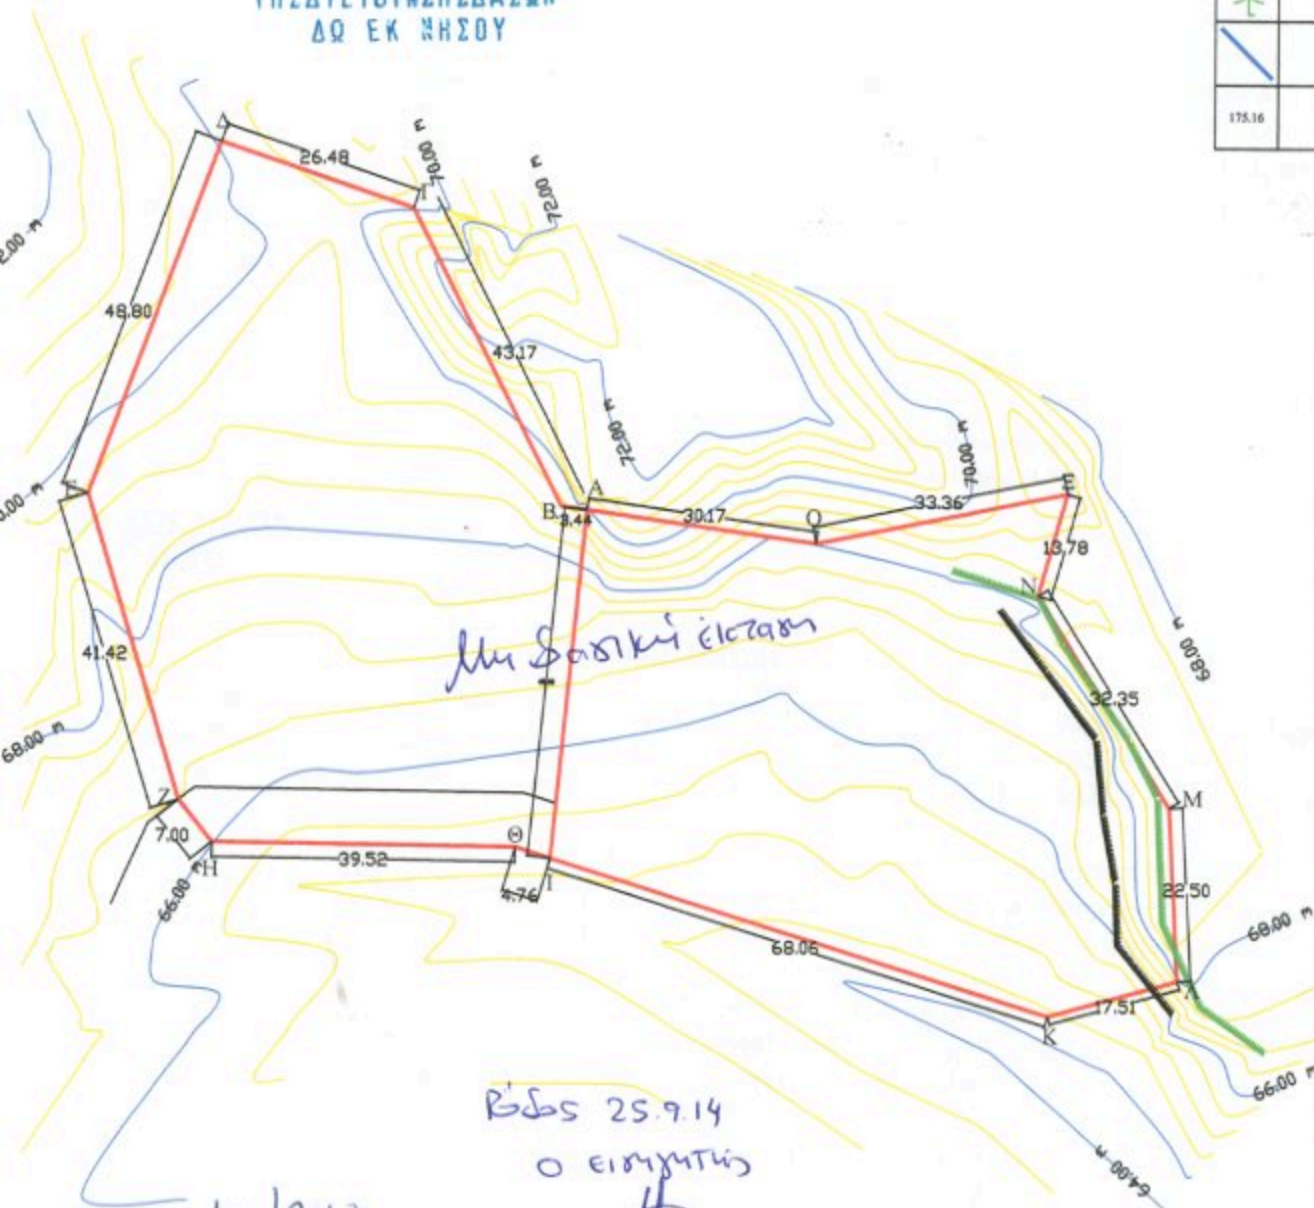 ΔΩ ΕΚ ΝΗΣΟΥ
175.16
Δ
26.48
Γ
70.00 m
72.00 m
2.00 m
48.80
43.17
72.00 m
70.00 m
Ξ
33.36
A
30.17
O
B
3.44
13.78
N
68.00 m
Μη δασική έκταση
41.42
32.35
68.00 m
Z
M
7.00
H
39.52
Θ
I
4.76
66.00
22.50
68.00 m
68.06
Λ
17.51
K
66.00 m
64.00 m
Ρόδος 25.9.14
Ο εισηγητής